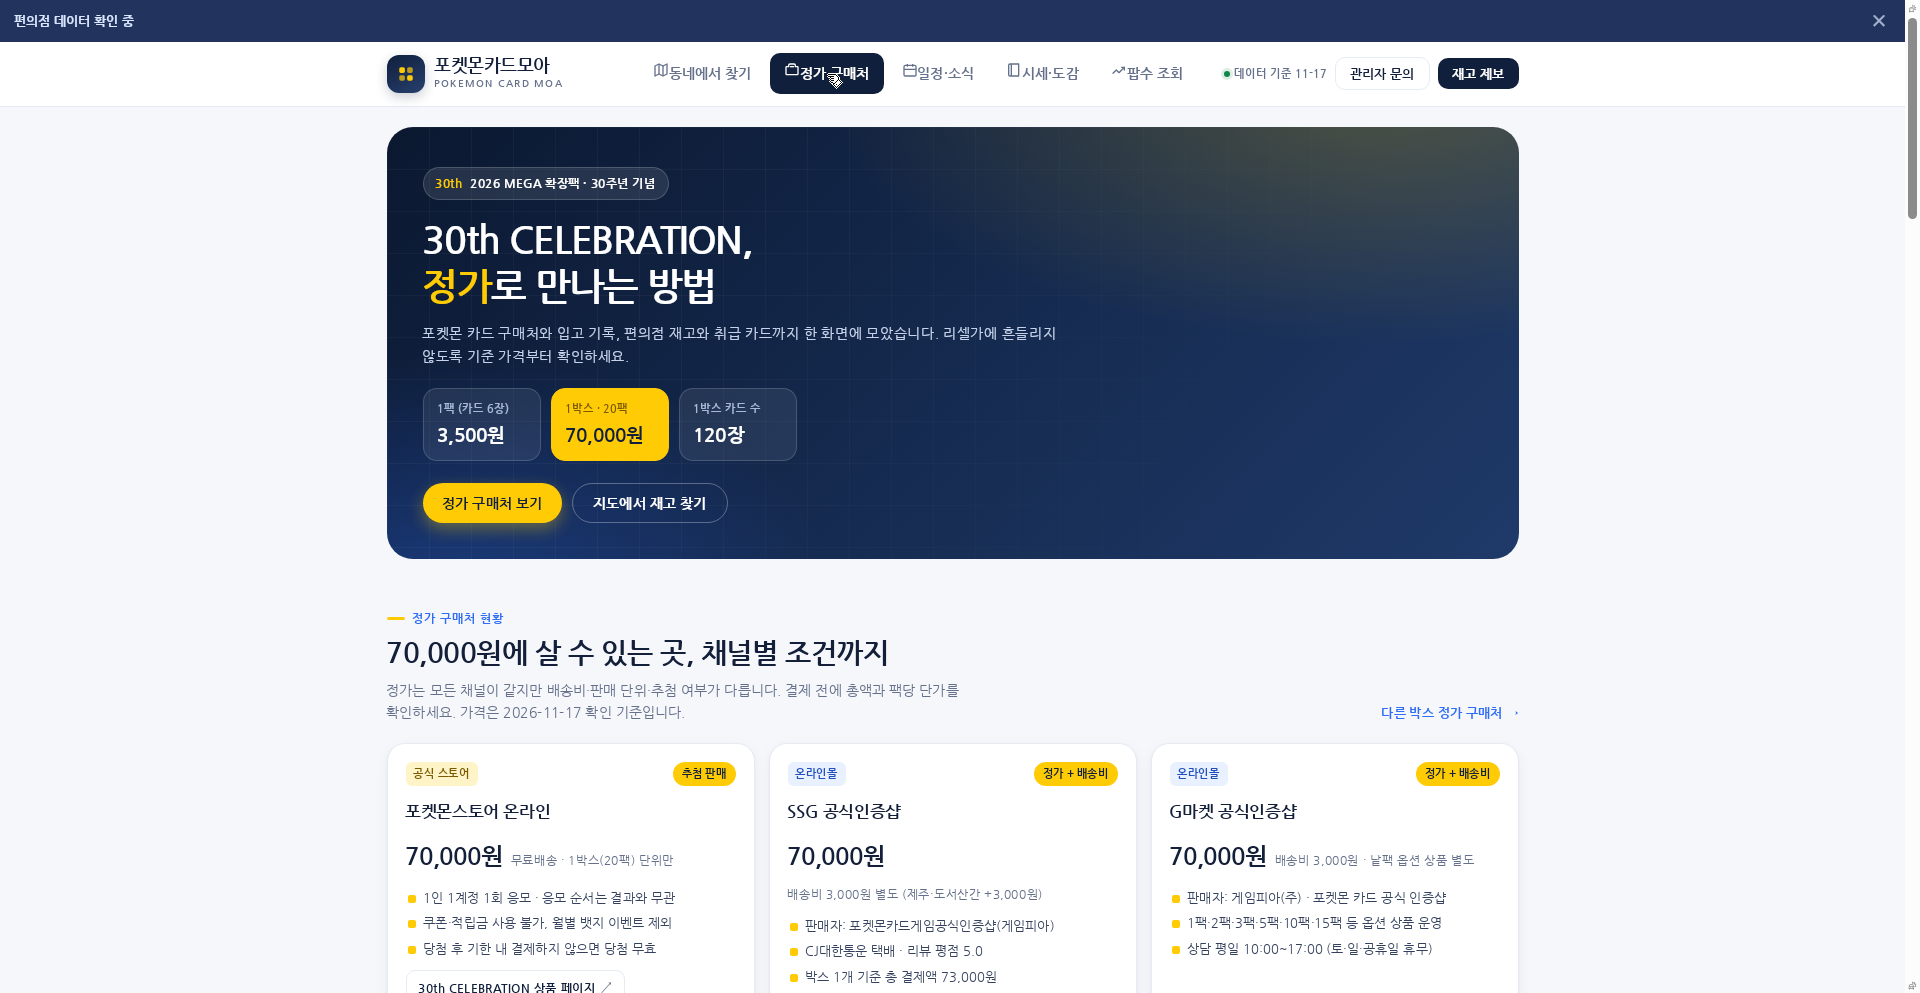 편의점 데이터 확인 중
포켓몬카드모아
POKEMON CARD MOA
동네에서 찾기
정가 구매처
일정·소식
시세·도감
팝수 조회
데이터 기준 11-17
관리자 문의
재고 제보
30th 2026 MEGA 확장팩 · 30주년 기념
30th CELEBRATION,
정가로 만나는 방법
포켓몬 카드 구매처와 입고 기록, 편의점 재고와 취급 카드까지 한 화면에 모았습니다. 리셀가에 흔들리지
않도록 기준 가격부터 확인하세요.
1팩 (카드 6장)
3,500원
1박스 · 20팩
70,000원
1박스 카드 수
120장
정가 구매처 보기
지도에서 재고 찾기
정가 구매처 현황
70,000원에 살 수 있는 곳, 채널별 조건까지
정가는 모든 채널이 같지만 배송비·판매 단위·추첨 여부가 다릅니다. 결제 전에 총액과 팩당 단가를
확인하세요. 가격은 2026-11-17 확인 기준입니다.
다른 박스 정가 구매처
공식 스토어
추첨 판매
포켓몬스토어 온라인
70,000원 무료배송 · 1박스(20팩) 단위만
1인 1계정 1회 응모 · 응모 순서는 결과와 무관
쿠폰·적립금 사용 불가, 월별 뱃지 이벤트 제외
당첨 후 기한 내 결제하지 않으면 당첨 무효
30th CELEBRATION 상품 페이지
온라인몰
정가 + 배송비
SSG 공식인증샵
70,000원
배송비 3,000원 별도 (제주·도서산간 +3,000원)
판매자: 포켓몬카드게임공식인증샵(게임피아)
CJ대한통운 택배 · 리뷰 평점 5.0
박스 1개 기준 총 결제액 73,000원
온라인몰
정가 + 배송비
G마켓 공식인증샵
70,000원 배송비 3,000원 · 낱팩 옵션 상품 별도
판매자: 게임피아(주) · 포켓몬 카드 공식 인증샵
1팩·2팩·3팩·5팩·10팩·15팩 등 옵션 상품 운영
상담 평일 10:00~17:00 (토·일·공휴일 휴무)